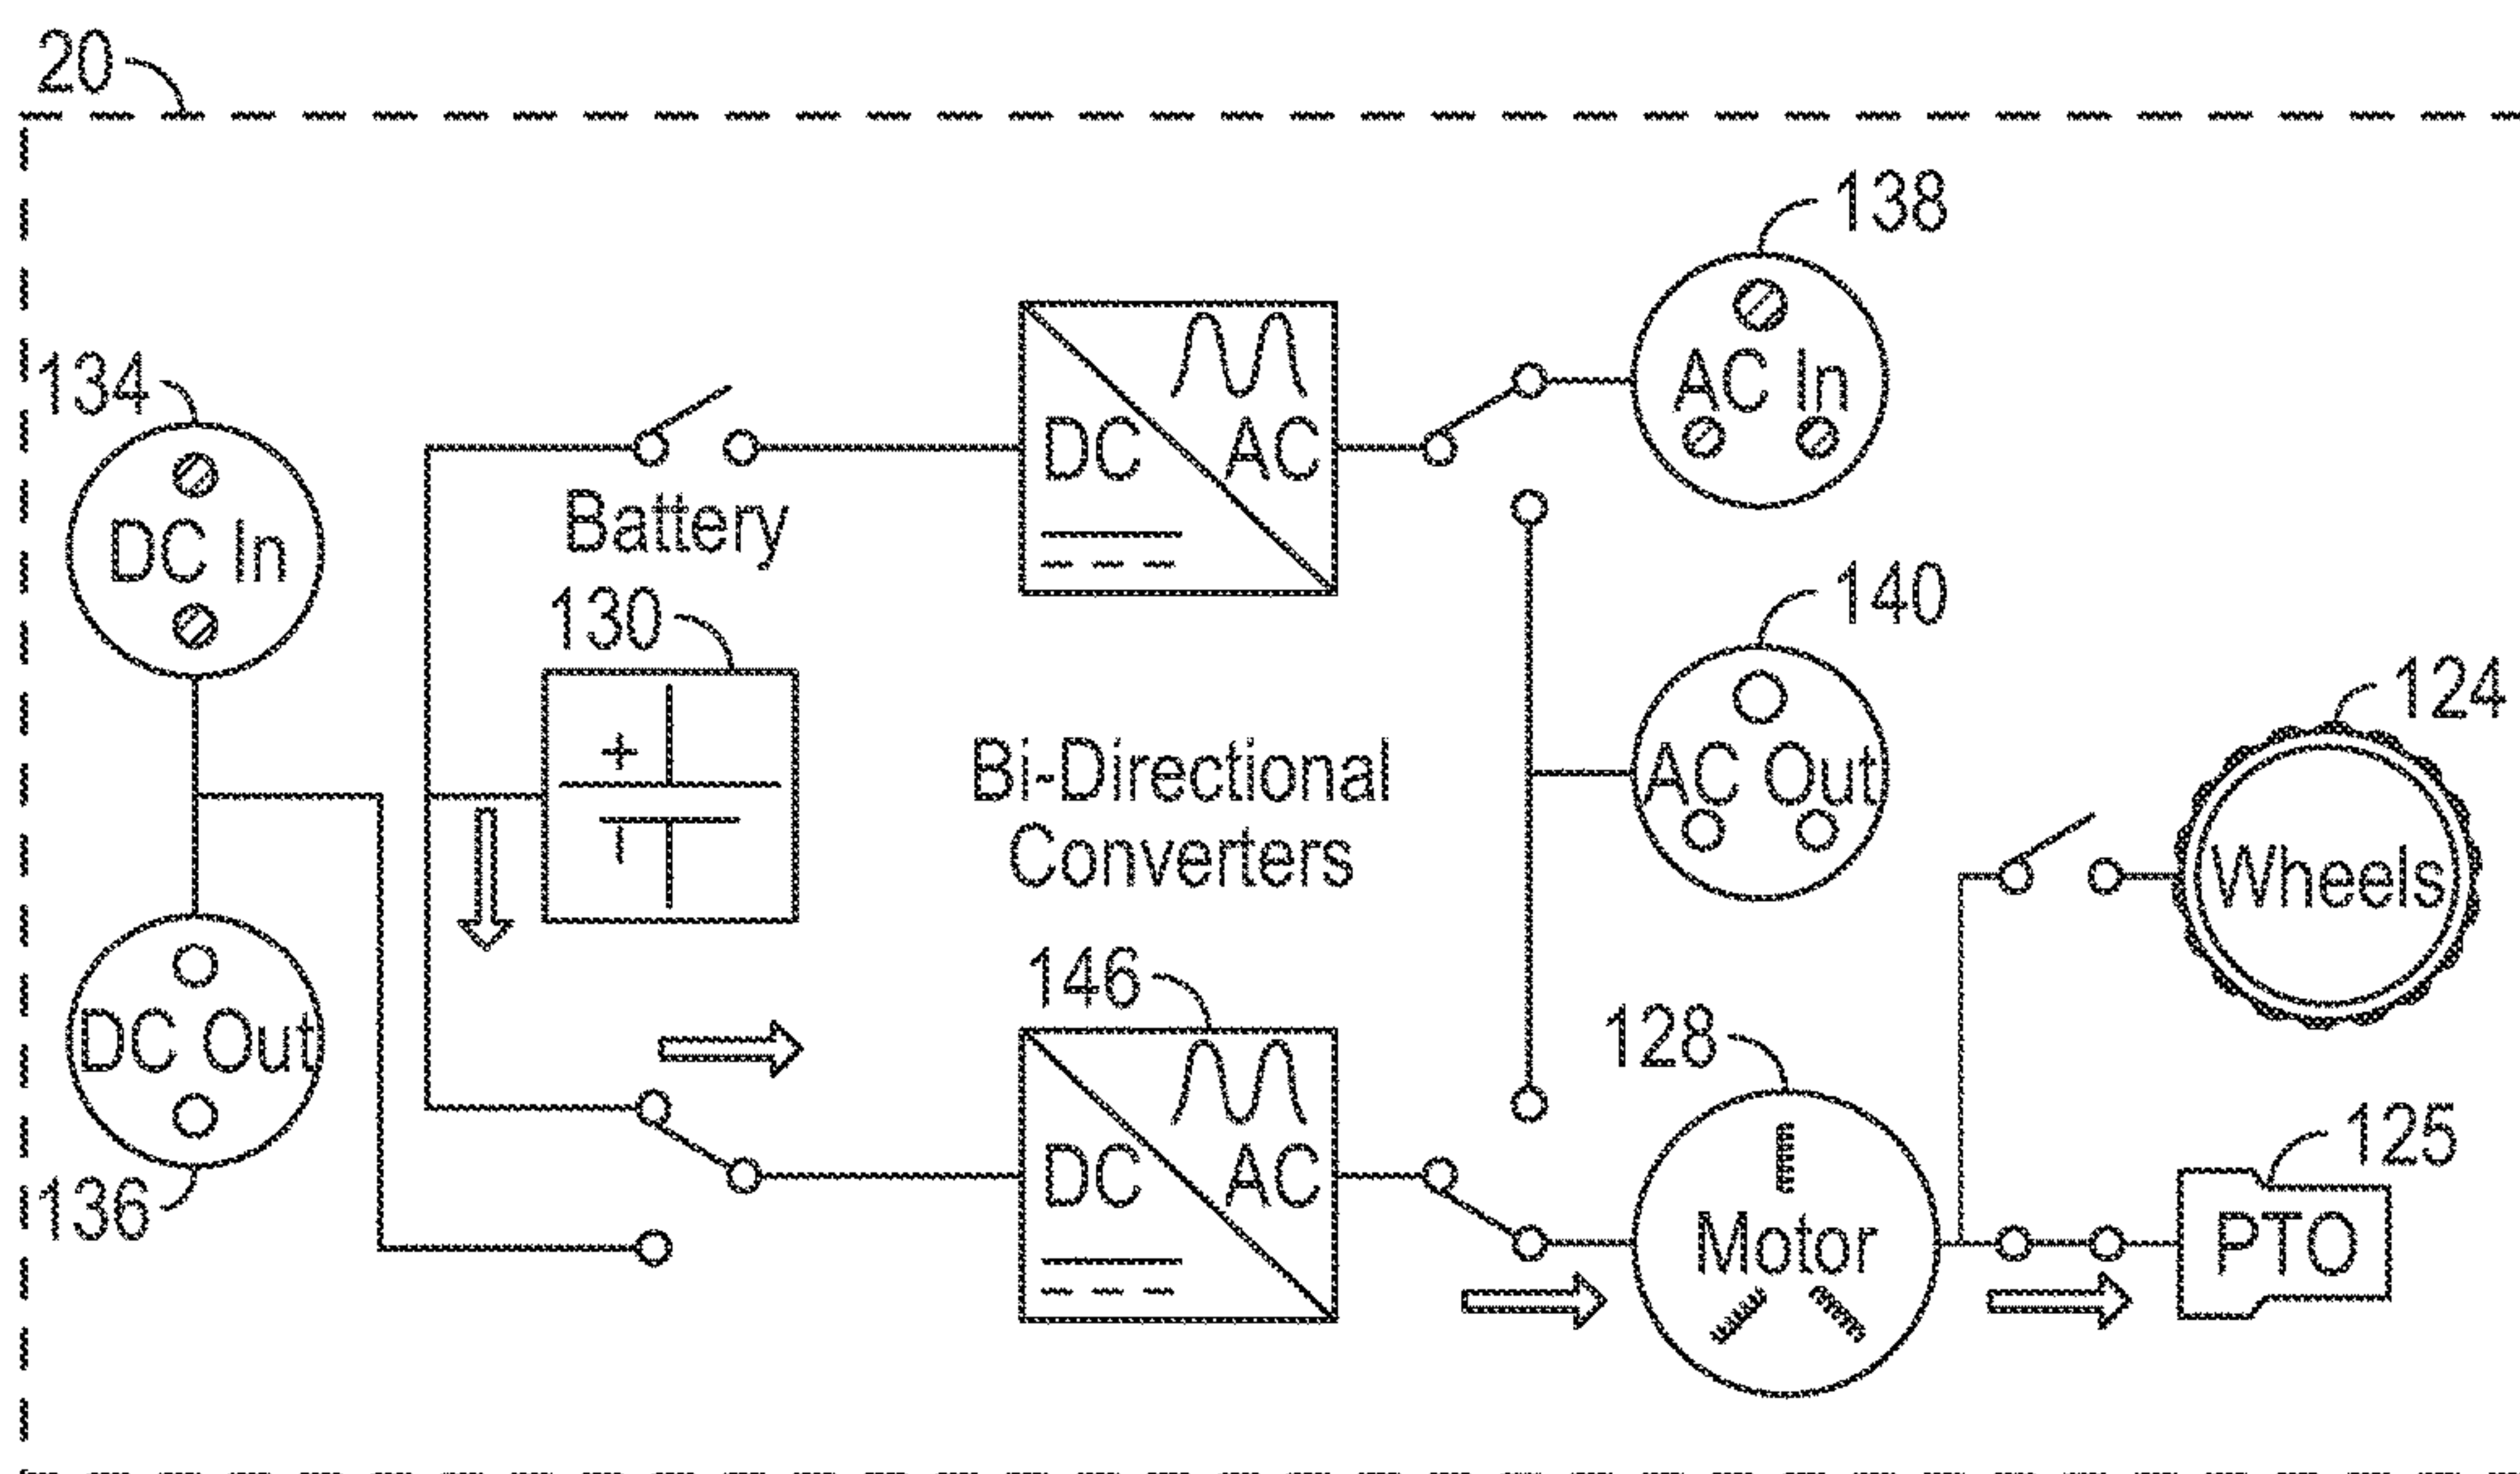 20
138
134
DC In
DC AC
AC In
Battery
130
+
−
140
AC Out
Bi-Directional
Converters
124
Wheels
DC Out
136
146
DC AC
128
Motor
125
PTO